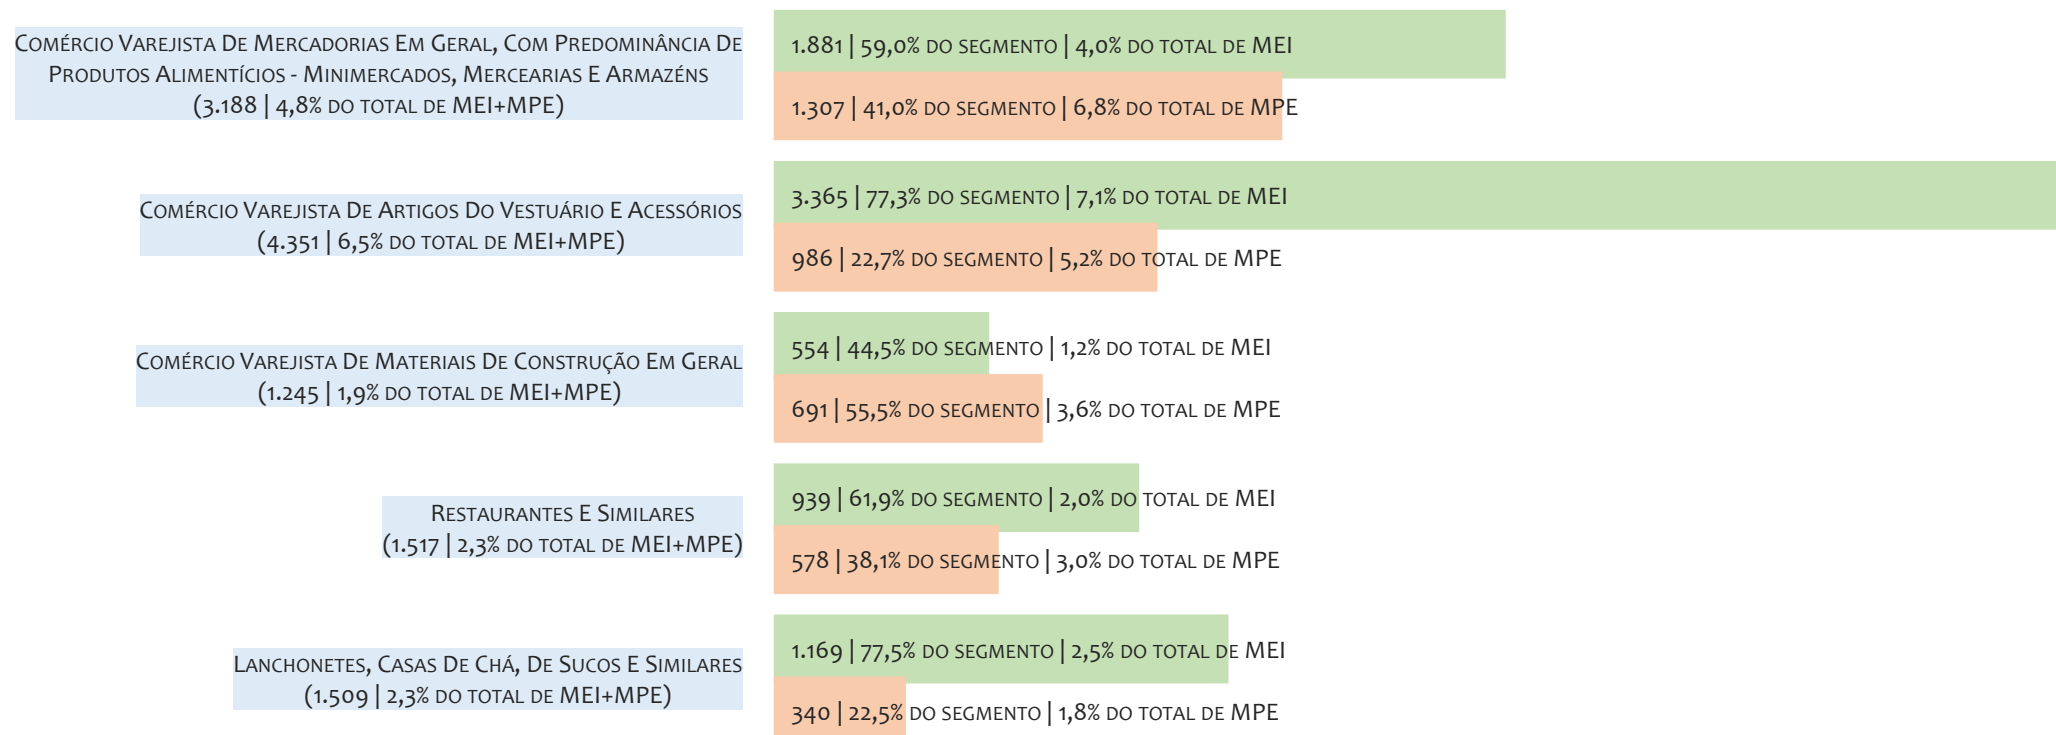 Comércio Varejista De Mercadorias Em Geral, Com Predominância De
Produtos Alimentícios - Minimercados, Mercearias E Armazéns
(3.188 | 4,8% do total de MEI+MPE)
1.881 | 59,0% do segmento | 4,0% do total de MEI
1.307 | 41,0% do segmento | 6,8% do total de MPE
Comércio Varejista De Artigos Do Vestuário E Acessórios
(4.351 | 6,5% do total de MEI+MPE)
3.365 | 77,3% do segmento | 7,1% do total de MEI
986 | 22,7% do segmento | 5,2% do total de MPE
Comércio Varejista De Materiais De Construção Em Geral
(1.245 | 1,9% do total de MEI+MPE)
554 | 44,5% do segmento | 1,2% do total de MEI
691 | 55,5% do segmento | 3,6% do total de MPE
Restaurantes E Similares
(1.517 | 2,3% do total de MEI+MPE)
939 | 61,9% do segmento | 2,0% do total de MEI
578 | 38,1% do segmento | 3,0% do total de MPE
Lanchonetes, Casas De Chá, De Sucos E Similares
(1.509 | 2,3% do total de MEI+MPE)
1.169 | 77,5% do segmento | 2,5% do total de MEI
340 | 22,5% do segmento | 1,8% do total de MPE